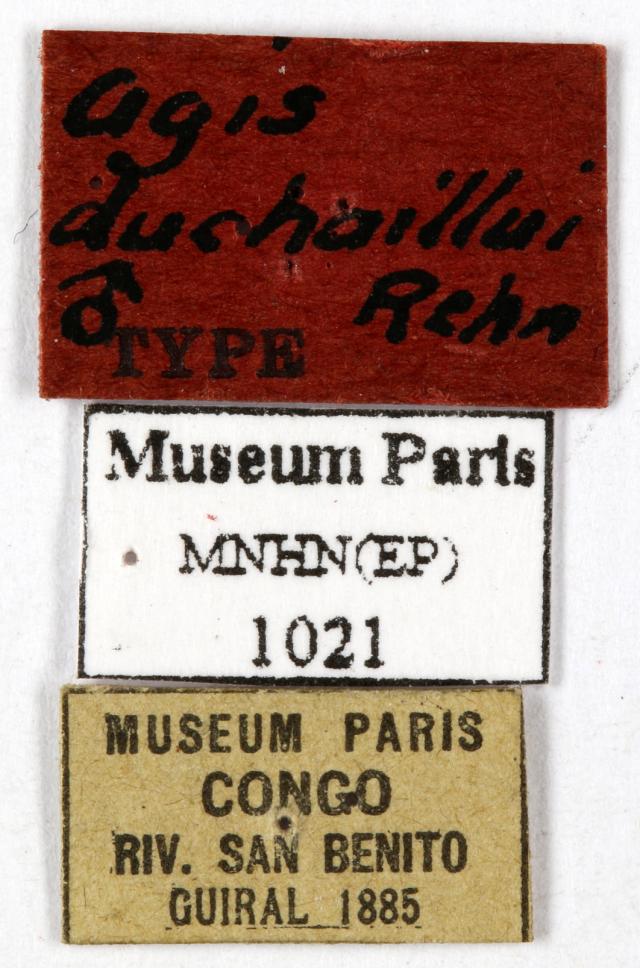 Agis
duchaillui
♂ Rehn
TYPE
Museum Paris
MNHN(EP)
1021
MUSEUM PARIS
CONGO
RIV. SAN BENITO
GUIRAL 1885